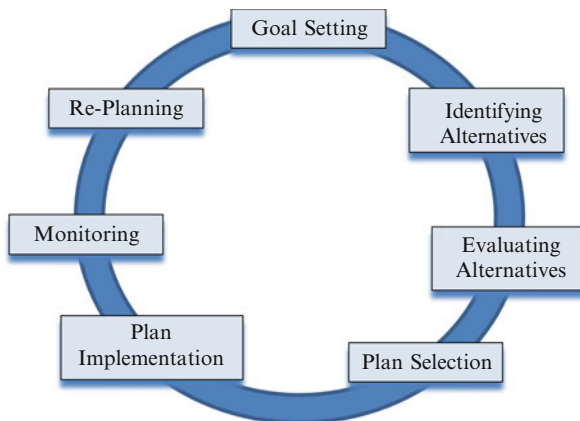 Goal Setting
Identifying
Alternatives
Evaluating
Alternatives
Plan Selection
Plan
Implementation
Monitoring
Re-Planning